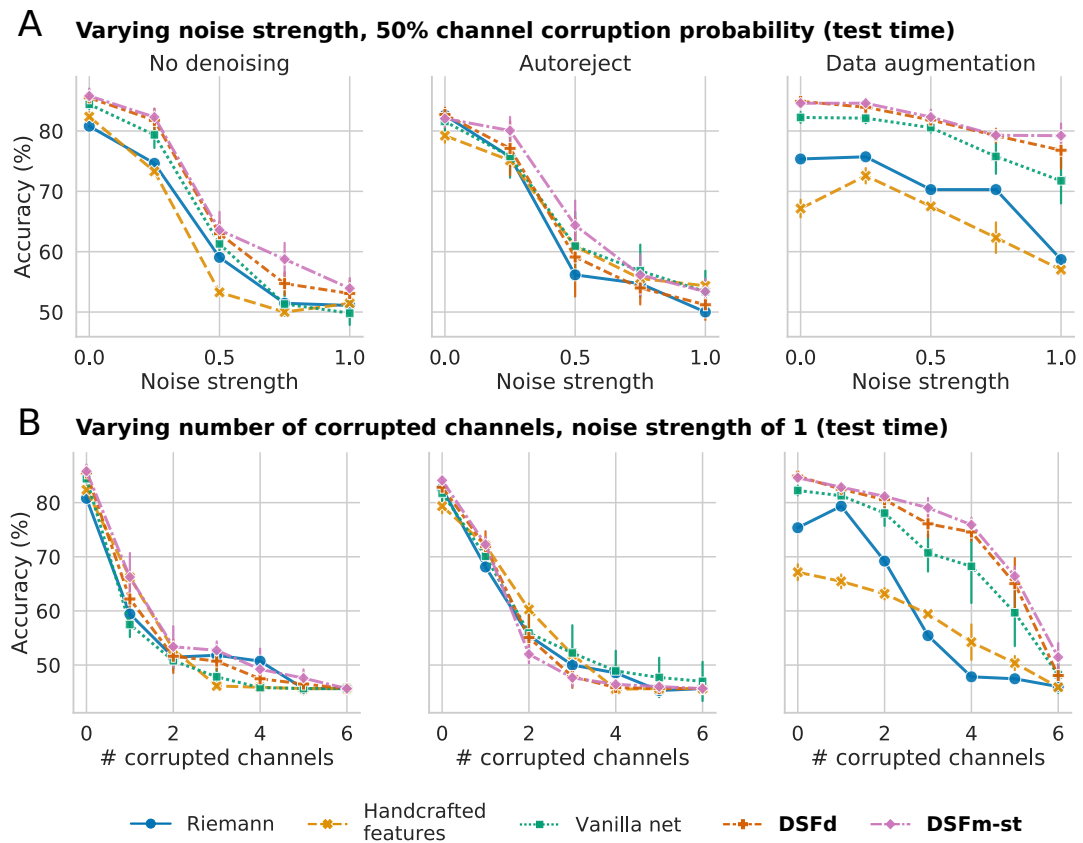 A Varying noise strength, 50% channel corruption probability (test time)
No denoising Autoreject Data augmentation
Accuracy (%)
80
70
60
50
0.0 0.5 1.0 0.0 0.5 1.0 0.0 0.5 1.0
Noise strength Noise strength Noise strength
B Varying number of corrupted channels, noise strength of 1 (test time)
Accuracy (%)
80
70
60
50
0 2 4 6 0 2 4 6 0 2 4 6
# corrupted channels # corrupted channels # corrupted channels
Riemann Handcrafted features Vanilla net DSFd DSFm-st